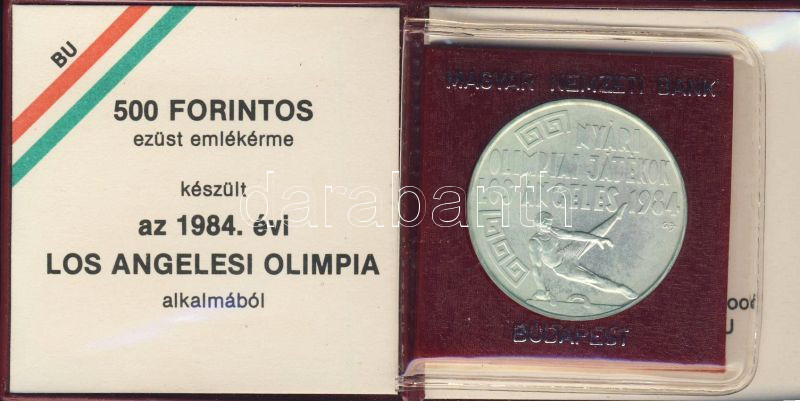 BU
500 FORINTOS
ezüst emlékérme
készült
az 1984. évi
LOS ANGELESI OLIMPIA
alkalmából
MAGYAR NEMZETI BANK
NYÁRI
OLIMPIAI JÁTÉKOK
LOS ANGELES 1984
BUDAPEST
darabanth